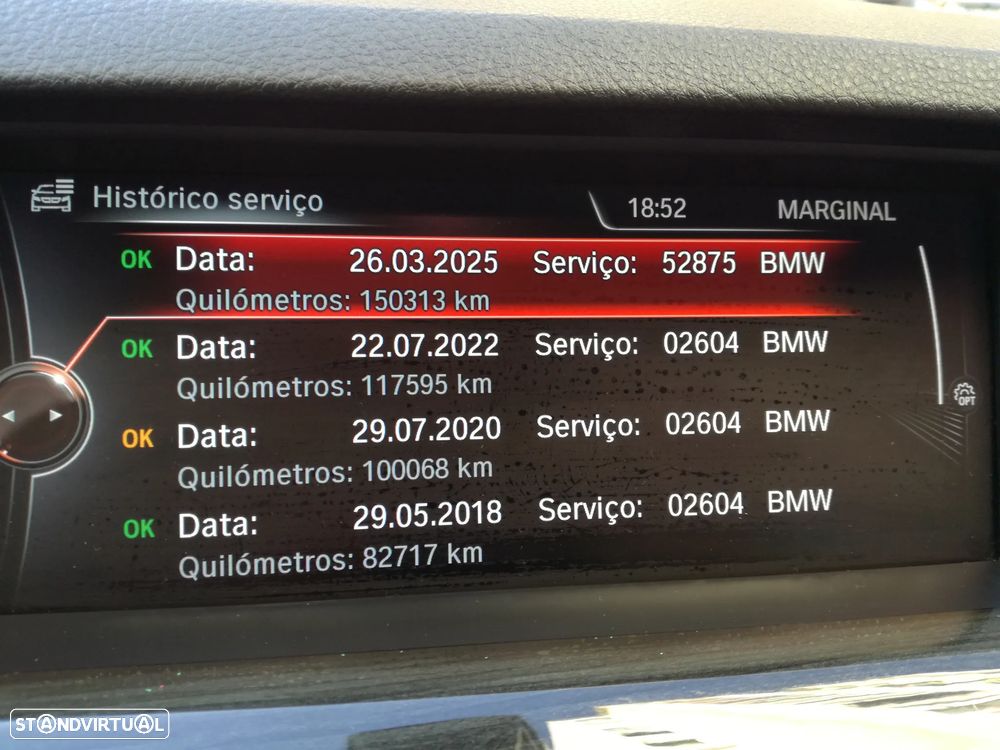 Histórico serviço 18:52 MARGINAL
OK Data: 26.03.2025 Serviço: 52875 BMW
Quilómetros: 150313 km
OK Data: 22.07.2022 Serviço: 02604 BMW
Quilómetros: 117595 km
OPT
OK Data: 29.07.2020 Serviço: 02604 BMW
Quilómetros: 100068 km
OK Data: 29.05.2018 Serviço: 02604 BMW
Quilómetros: 82717 km
STANDVIRTUAL